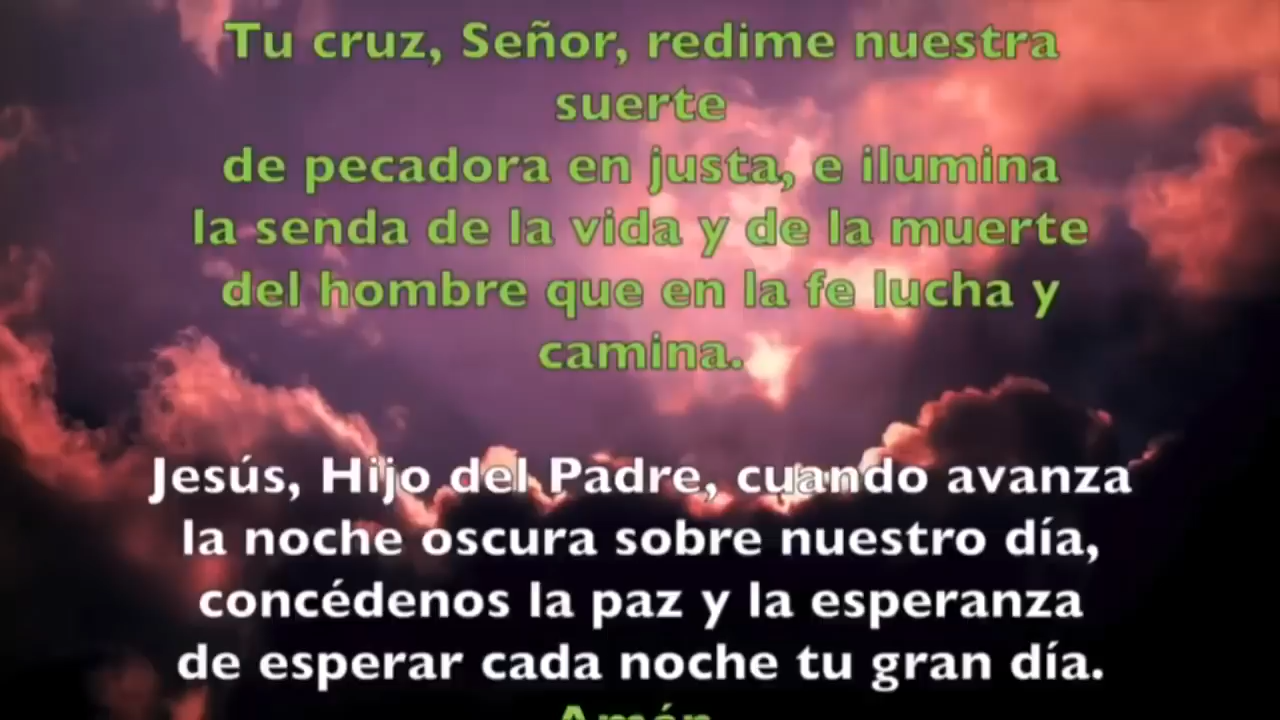 Tu cruz, Señor, redime nuestra
suerte
de pecadora en justa, e ilumina
la senda de la vida y de la muerte
del hombre que en la fe lucha y
camina.
Jesús, Hijo del Padre, cuando avanza
la noche oscura sobre nuestro día,
concédenos la paz y la esperanza
de esperar cada noche tu gran día.
Amén